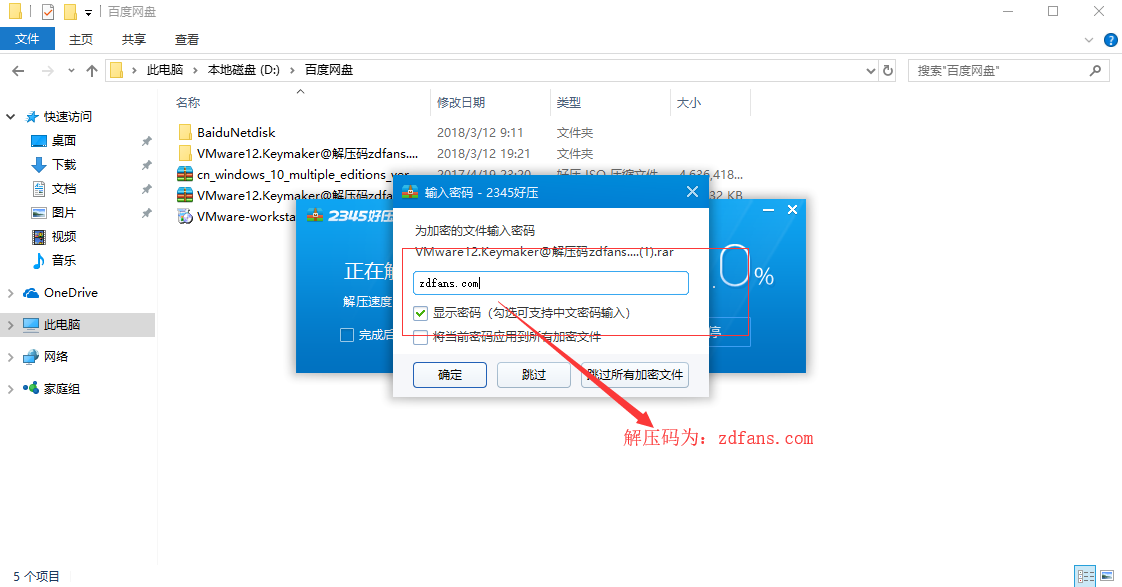 百度网盘
文件 主页 共享 查看
此电脑 本地磁盘 (D:) 百度网盘 搜索"百度网盘"
名称 修改日期 类型 大小
快速访问
桌面
下载
文档
图片
视频
音乐
OneDrive
此电脑
网络
家庭组
BaiduNetdisk 2018/3/12 9:11 文件夹
VMware12.Keymaker@解压码zdfans.... 2018/3/12 19:21 文件夹
cn_windows_10_multiple_editions_ver... 2017/4/19 23:20 好压 ISO 压缩文件 4,636,418...
VMware12.Keymaker@解压码zdfa KB
VMware-worksta
2345好压
正在解
解压速度
完成后
0%
停
输入密码 - 2345好压
为加密的文件输入密码
VMware12.Keymaker@解压码zdfans....(1).rar
zdfans.com
显示密码（勾选可支持中文密码输入）
将当前密码应用到所有加密文件
确定 跳过 跳过所有加密文件
解压码为：zdfans.com
5 个项目